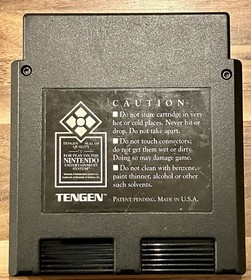 CAUTION
■ Do not store cartridge in very
hot or cold places. Never hit or
drop. Do not take apart.
■ Do not touch connectors;
do not get them wet or dirty.
Doing so may damage game.
■ Do not clean with benzene,
paint thinner, alcohol or other
such solvents.
PATENT PENDING. MADE IN U.S.A.
TENGEN SEAL OF
QUALITY
FOR PLAY ON THE
NINTENDO
ENTERTAINMENT
SYSTEM
TENGEN